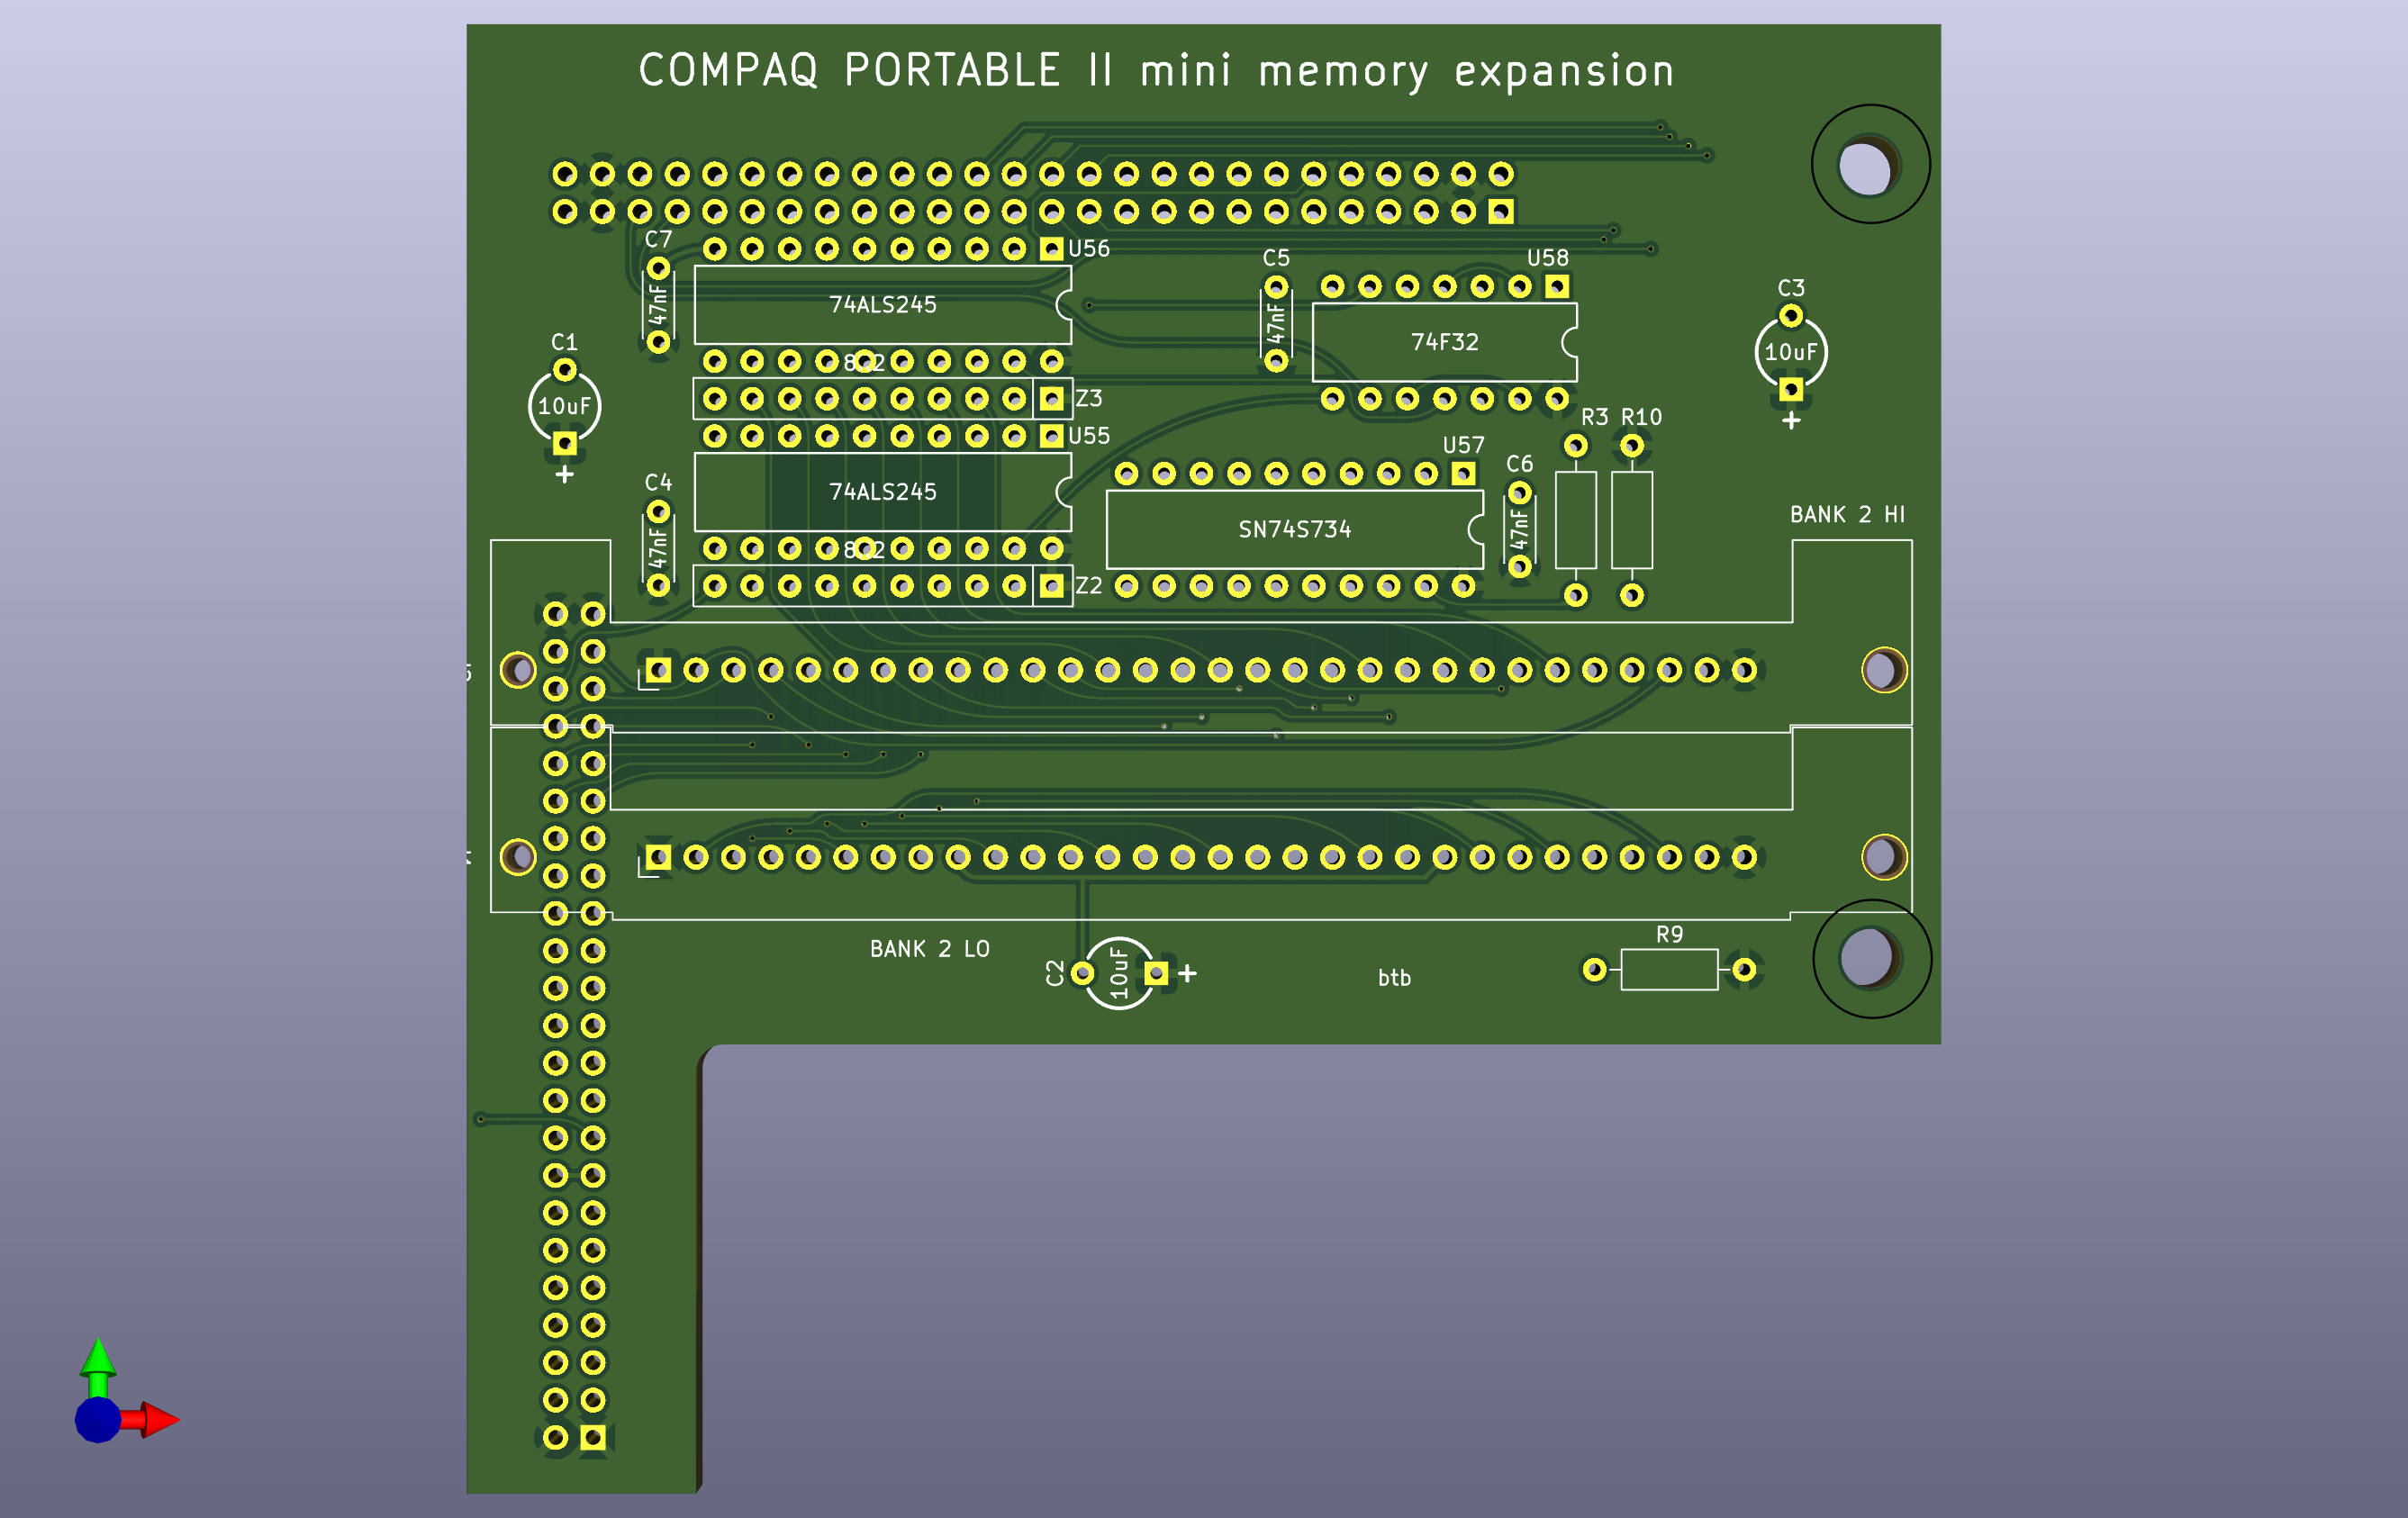 COMPAQ PORTABLE II mini memory expansion
C7
U56
C5
U58
C3
47nF
74ALS245
47nF
74F32
10uF
C1
10uF
+
Z3
+
R3 R10
U55
U57
C4
C6
74ALS245
47nF
SN74S734
47nF
BANK 2 HI
Z2
BANK 2 LO
R9
C2
10uF
+
btb